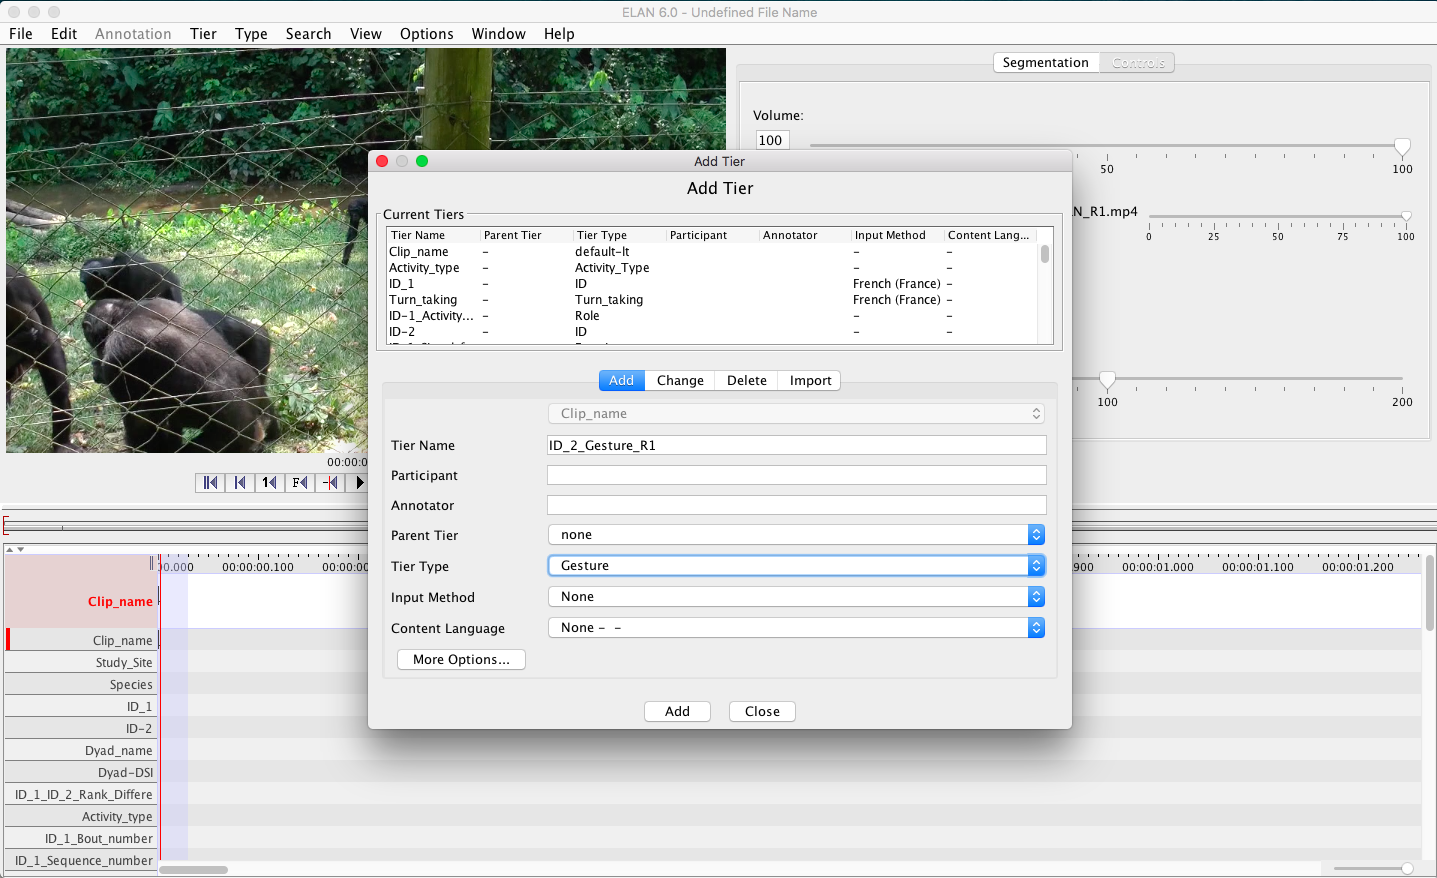 ELAN 6.0 - Undefined File Name
File Edit Annotation Tier Type Search View Options Window Help
Segmentation Controls
Volume:
100
50 100
N_R1.mp4
0 25 50 75 100
100 200
00:00:0
Add Tier
Add Tier
Current Tiers
Tier Name Parent Tier Tier Type Participant Annotator Input Method Content Lang...
Clip_name - default-lt - -
Activity_type - Activity_Type - -
ID_1 - ID French (France) -
Turn_taking - Turn_taking French (France) -
ID-1_Activity... - Role - -
ID-2 - ID - -
Add Change Delete Import
Clip_name
Tier Name ID_2_Gesture_R1
Participant
Annotator
Parent Tier none
Tier Type Gesture
Input Method None
Content Language None - -
More Options...
Add Close
00.000 00:00:00.100 00:00:0 900 00:00:01.000 00:00:01.100 00:00:01.200
Clip_name
Clip_name
Study_Site
Species
ID_1
ID-2
Dyad_name
Dyad-DSI
ID_1_ID_2_Rank_Differe
Activity_type
ID_1_Bout_number
ID_1_Sequence_number